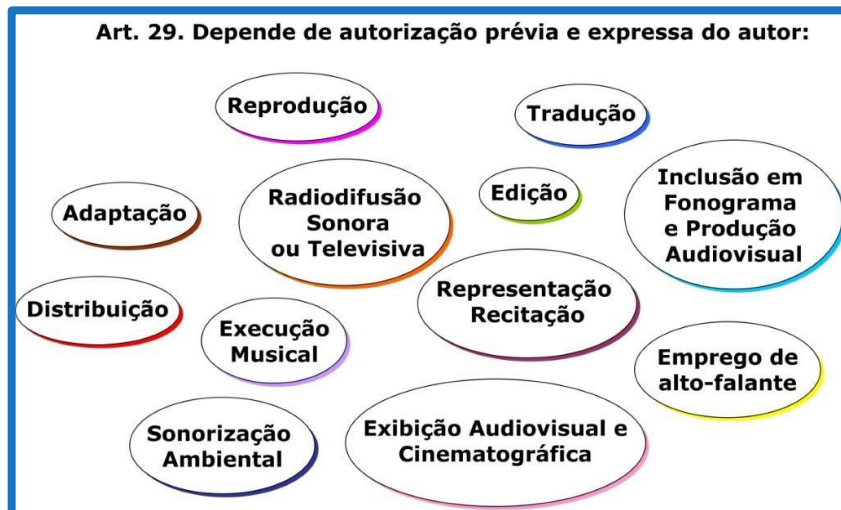 Art. 29. Depende de autorização prévia e expressa do autor:
Reprodução
Tradução
Adaptação
Radiodifusão
Sonora
ou Televisiva
Edição
Inclusão em
Fonograma
e Produção
Audiovisual
Distribuição
Execução
Musical
Representação
Recitação
Emprego de
alto-falante
Sonorização
Ambiental
Exibição Audiovisual e
Cinematográfica